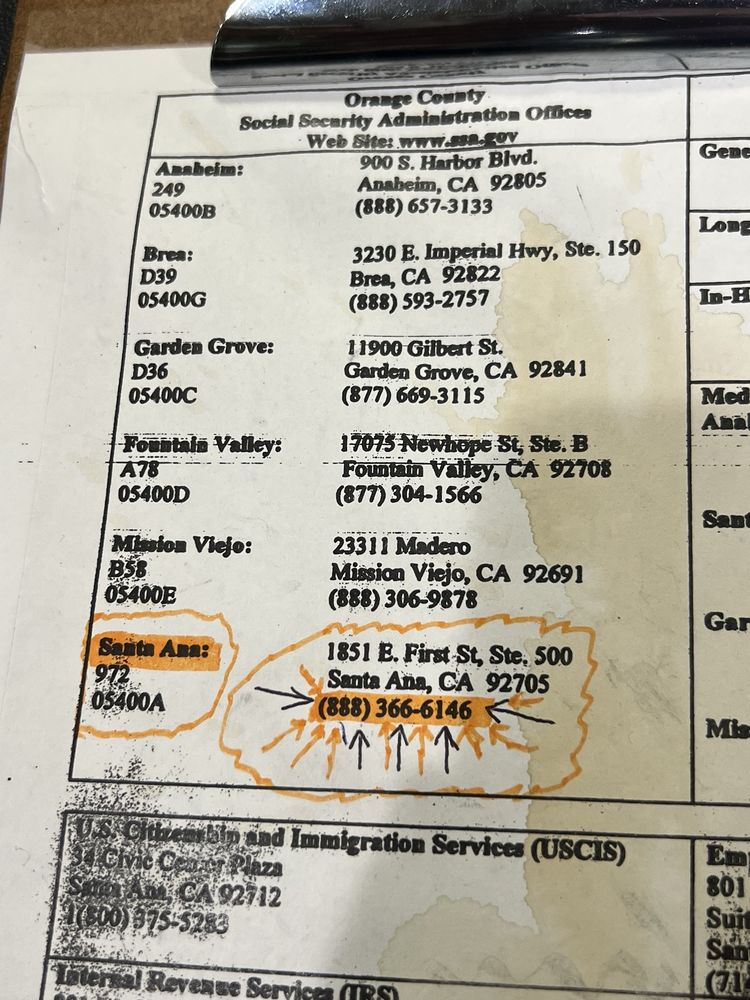 Orange County
Social Security Administration Offices
Web Site: www.ssa.gov
Anaheim: 900 S. Harbor Blvd.
249 Anaheim, CA 92805
05400B (888) 657-3133
Brea: 3230 E. Imperial Hwy, Ste. 150
D39 Brea, CA 92822
05400G (888) 593-2757
Garden Grove: 11900 Gilbert St.
D36 Garden Grove, CA 92841
05400C (877) 669-3115
Fountain Valley: 17075 Newhope St, Ste. B
A78 Fountain Valley, CA 92708
05400D (877) 304-1566
Mission Viejo: 23311 Madero
B58 Mission Viejo, CA 92691
05400E (888) 306-9878
Santa Ana: 1851 E. First St, Ste. 500
972 Santa Ana, CA 92705
05400A (888) 366-6146
U.S. Citizenship and Immigration Services (USCIS)
34 Civic Center Plaza
Santa Ana, CA 92712
1(800) 375-5283
Internal Revenue Services (IRS)
Gene
Long
In-H
Med
Anal
Sant
Gar
Mis
Em
801
Suit
San
(71